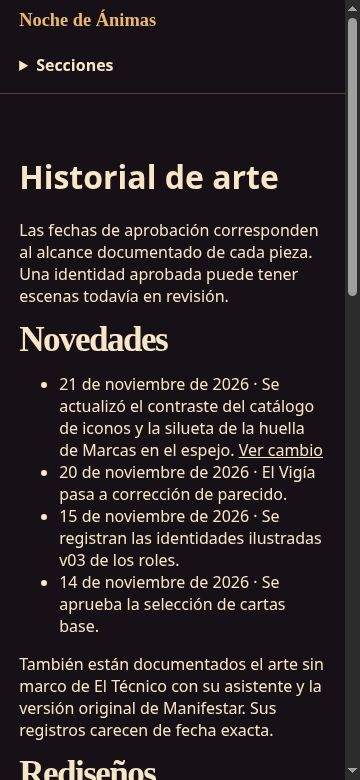 Noche de Ánimas
▶ Secciones
Historial de arte
Las fechas de aprobación corresponden
al alcance documentado de cada pieza.
Una identidad aprobada puede tener
escenas todavía en revisión.
Novedades
• 21 de noviembre de 2026 · Se
actualizó el contraste del catálogo
de iconos y la silueta de la huella
de Marcas en el espejo. Ver cambio
• 20 de noviembre de 2026 · El Vigía
pasa a corrección de parecido.
• 15 de noviembre de 2026 · Se
registran las identidades ilustradas
v03 de los roles.
• 14 de noviembre de 2026 · Se
aprueba la selección de cartas
base.
También están documentados el arte sin
marco de El Técnico con su asistente y la
versión original de Manifestar. Sus
registros carecen de fecha exacta.
Rediseños